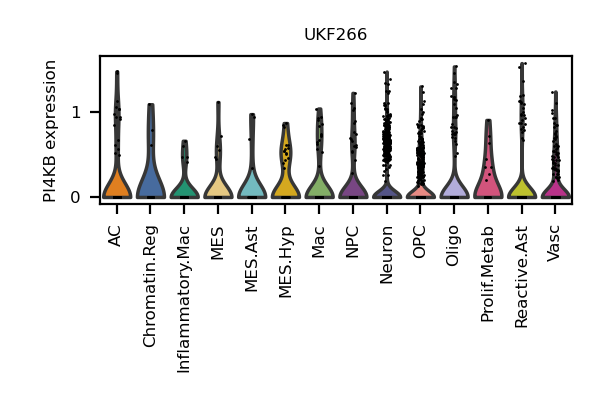 UKF266
PI4KB expression
1
0
AC
Chromatin.Reg
Inflammatory.Mac
MES
MES.Ast
MES.Hyp
Mac
NPC
Neuron
OPC
Oligo
Prolif.Metab
Reactive.Ast
Vasc